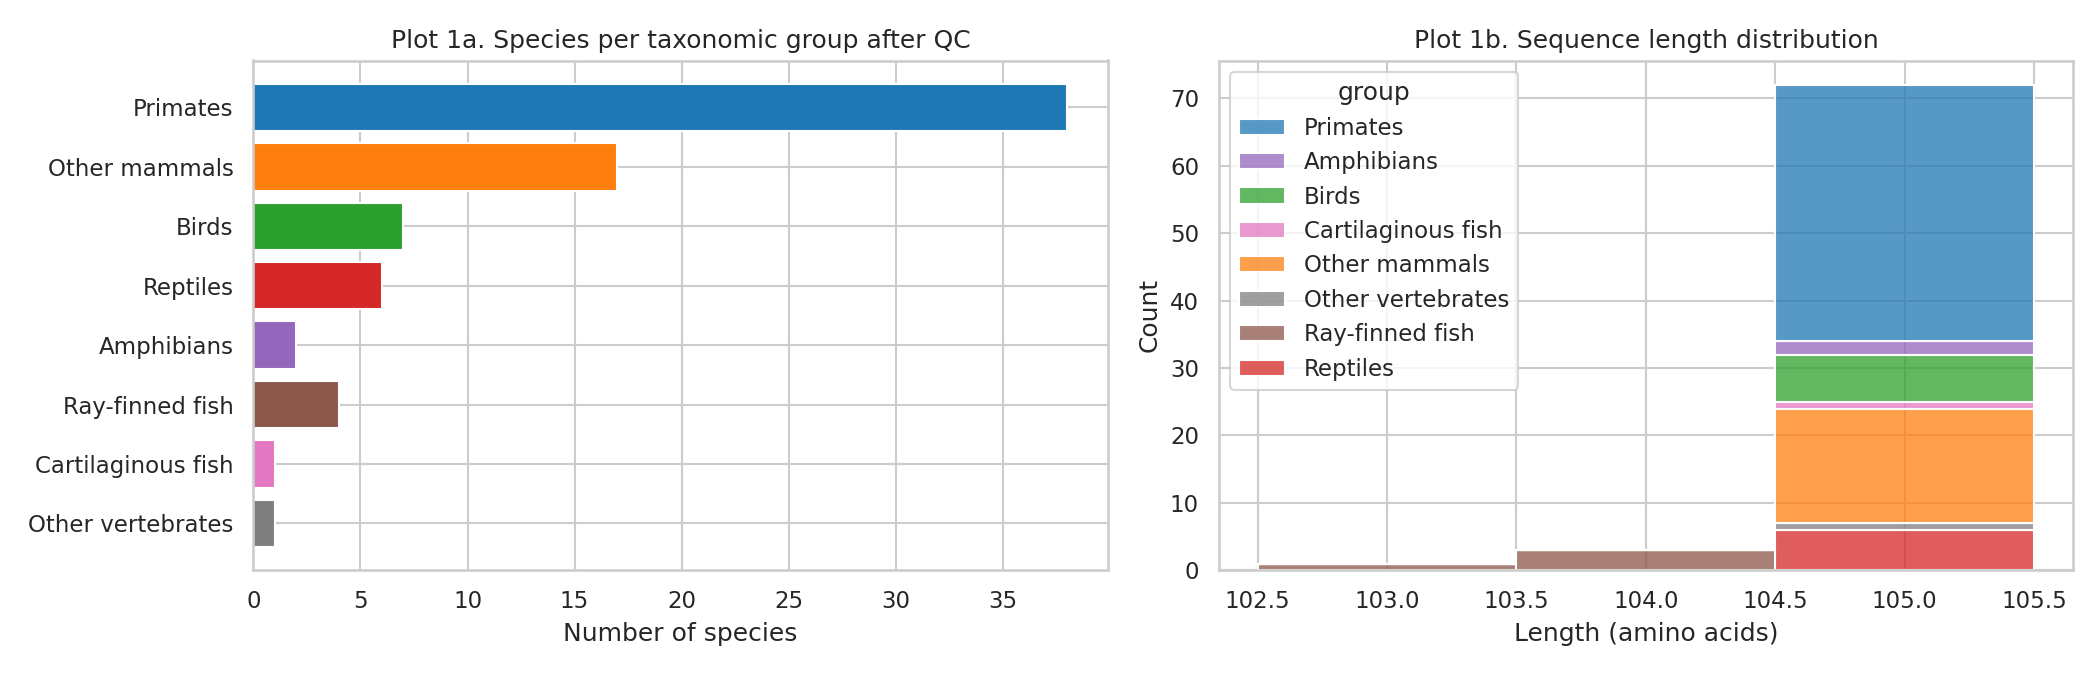 Plot 1a. Species per taxonomic group after QC
Primates
Other mammals
Birds
Reptiles
Amphibians
Ray-finned fish
Cartilaginous fish
Other vertebrates
0 5 10 15 20 25 30 35
Number of species
Plot 1b. Sequence length distribution
group
Primates
Amphibians
Birds
Cartilaginous fish
Other mammals
Other vertebrates
Ray-finned fish
Reptiles
Count
70
60
50
40
30
20
10
0
102.5 103.0 103.5 104.0 104.5 105.0 105.5
Length (amino acids)